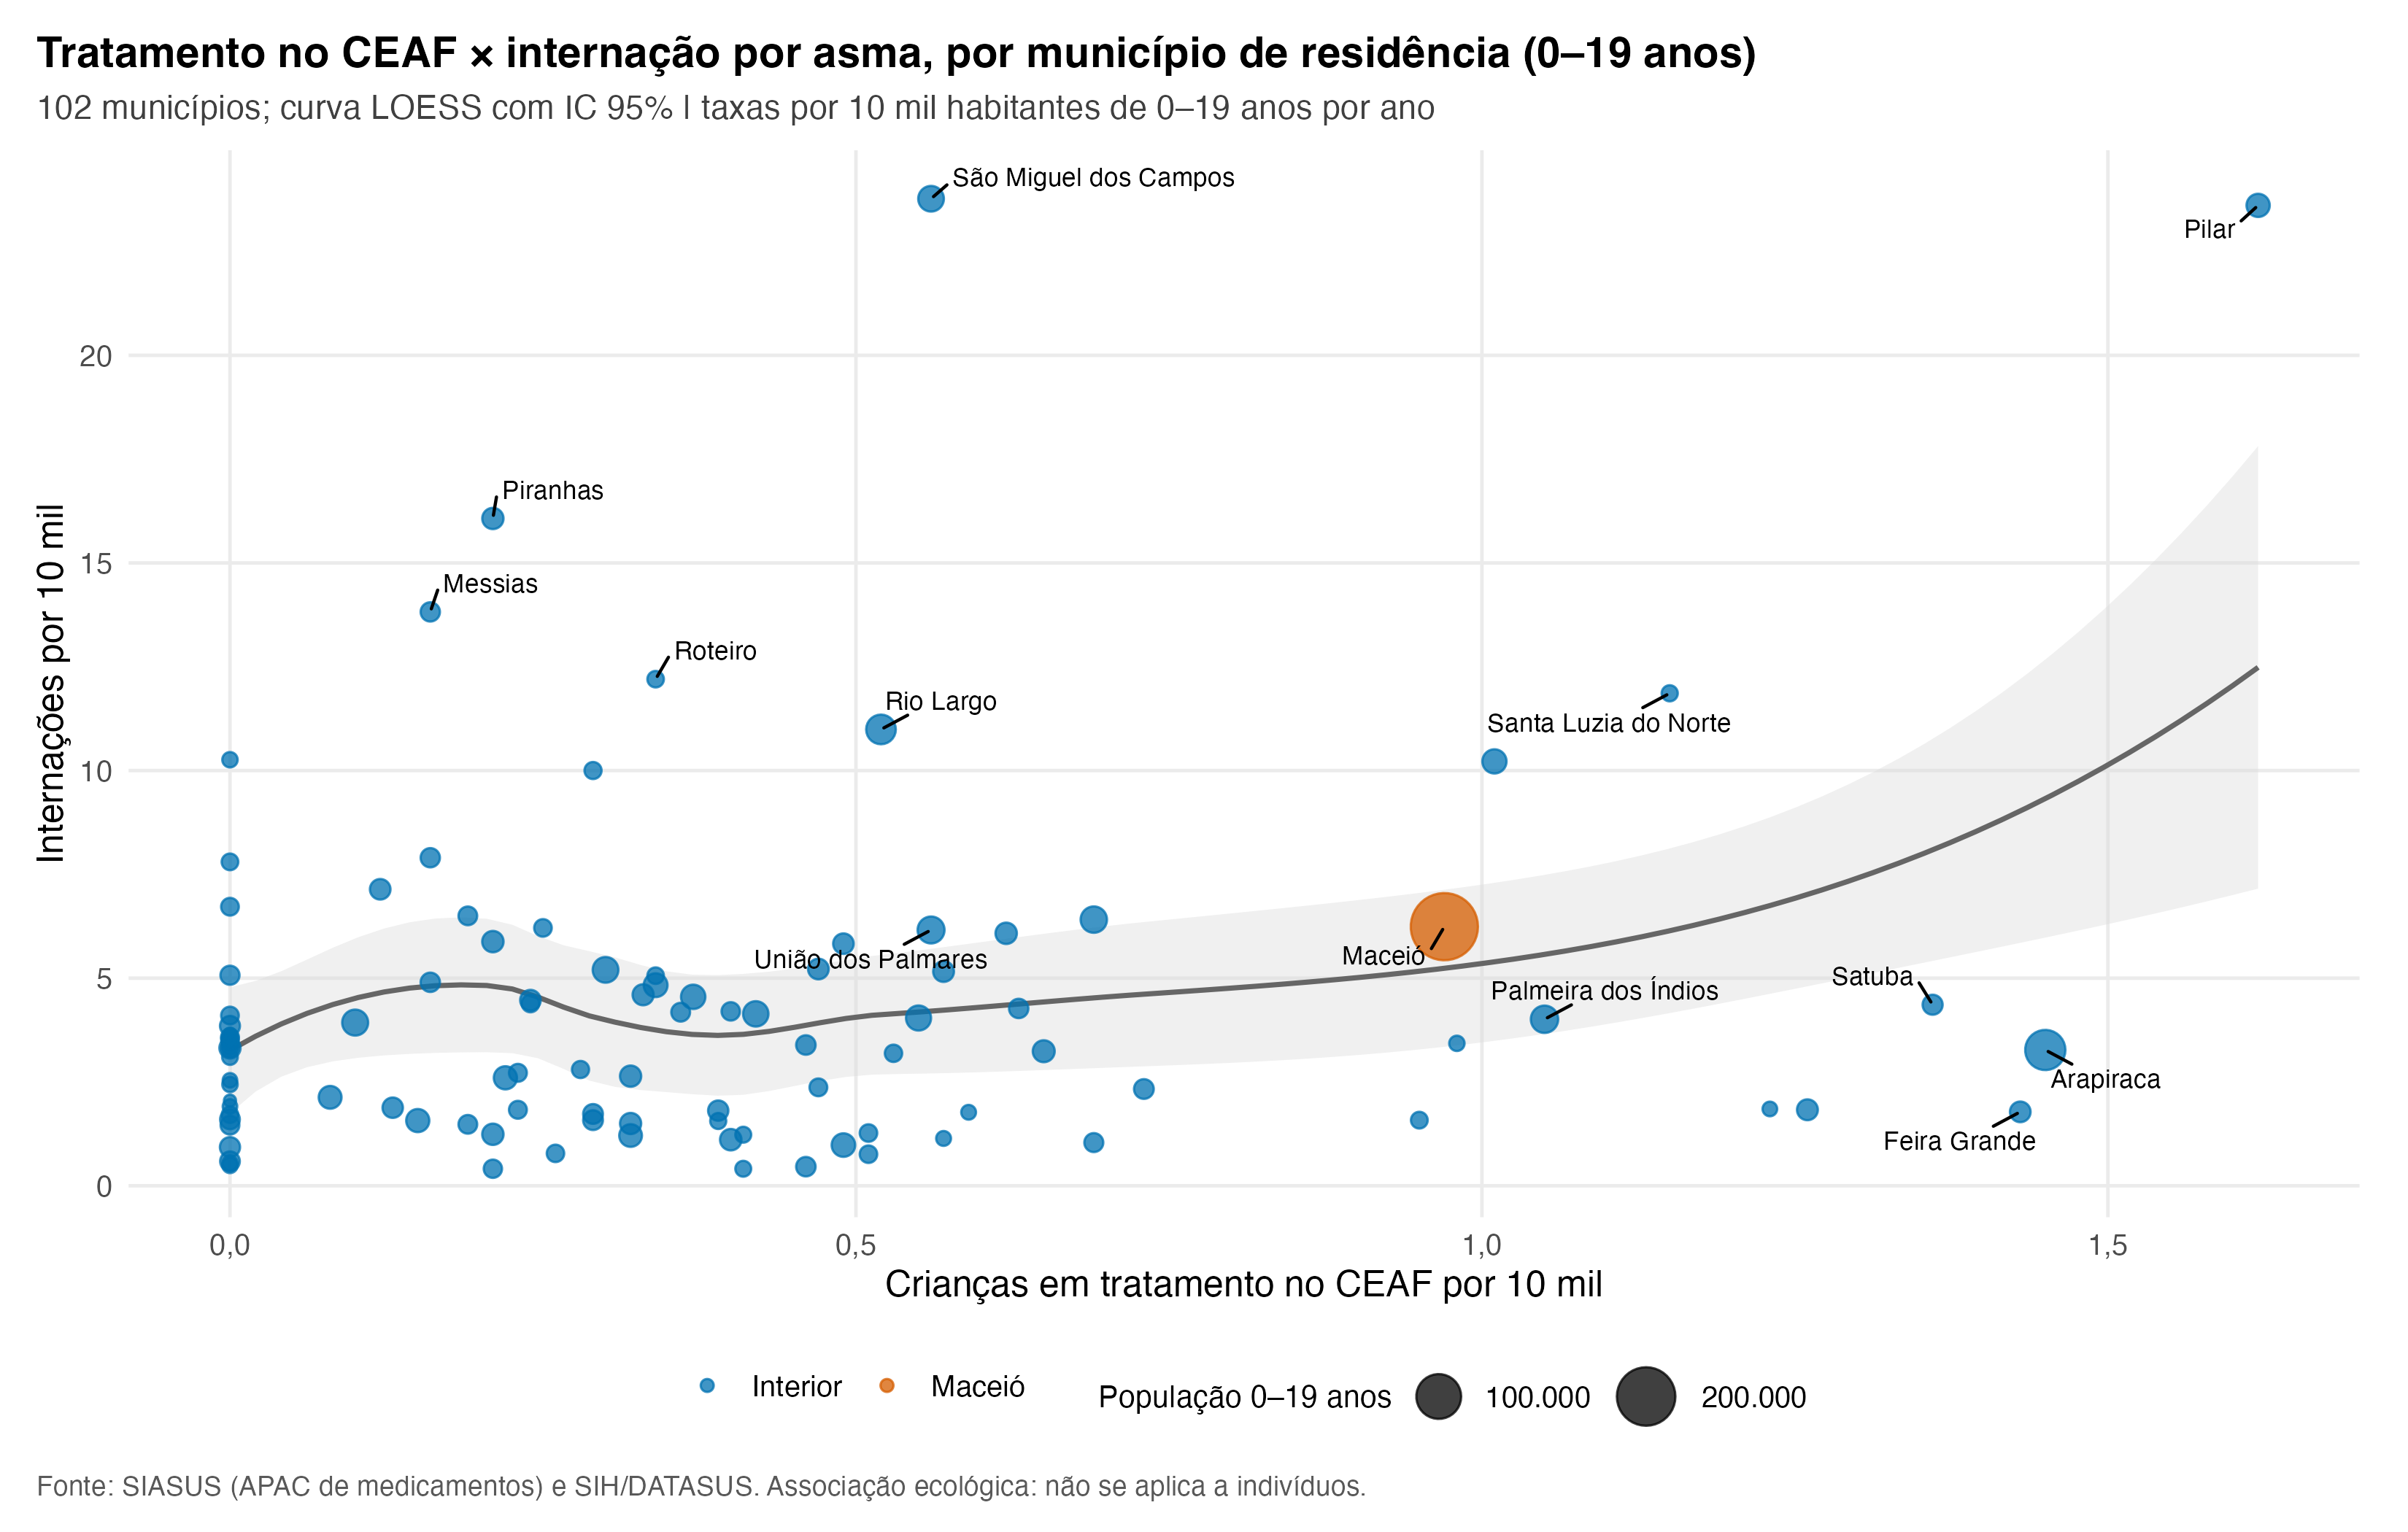 Tratamento no CEAF × internação por asma, por município de residência (0–19 anos)
102 municípios; curva LOESS com IC 95% | taxas por 10 mil habitantes de 0–19 anos por ano
São Miguel dos Campos
Pilar
20
Piranhas
15
Messias
Roteiro
Rio Largo
Santa Luzia do Norte
10
União dos Palmares
Maceió
5
Satuba
Palmeira dos Índios
Arapiraca
Feira Grande
0
Internações por 10 mil
0,0
0,5
1,0
1,5
Crianças em tratamento no CEAF por 10 mil
Interior
Maceió
População 0–19 anos
100.000
200.000
Fonte: SIASUS (APAC de medicamentos) e SIH/DATASUS. Associação ecológica: não se aplica a indivíduos.